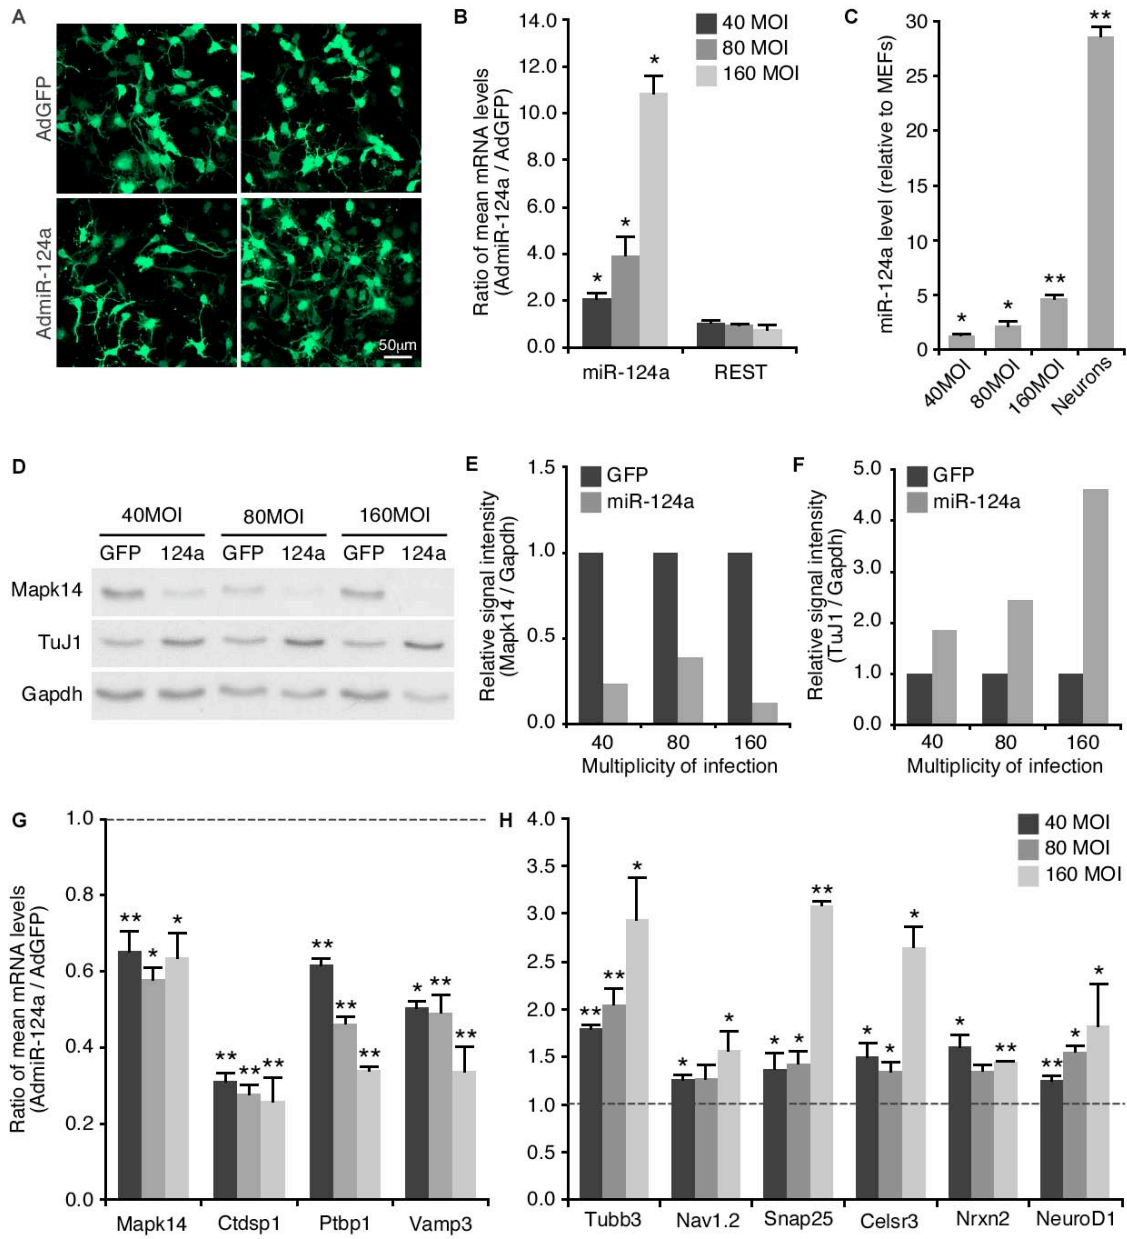 A
AdGFP
AdmiR-124a
50µm
B
Ratio of mean mRNA levels
(AdmiR-124a / AdGFP)
14.0
12.0
10.0
8.0
6.0
4.0
2.0
0.0
40 MOI
80 MOI
160 MOI
* * *
miR-124a REST
C
miR-124a level (relative to MEFs)
30
25
20
15
10
5
0
* * ** **
40MOI 80MOI 160MOI Neurons
D
40MOI 80MOI 160MOI
GFP 124a GFP 124a GFP 124a
Mapk14
TuJ1
Gapdh
E
Relative signal intensity
(Mapk14 / Gapdh)
1.5
1.0
0.5
0.0
GFP
miR-124a
40 80 160
Multiplicity of infection
F
Relative signal intensity
(TuJ1 / Gapdh)
5.0
4.0
3.0
2.0
1.0
0.0
GFP
miR-124a
40 80 160
Multiplicity of infection
G
Ratio of mean mRNA levels
(AdmiR-124a / AdGFP)
1.0
0.8
0.6
0.4
0.2
0.0
** * * ** ** ** ** ** ** * ** **
Mapk14 Ctdsp1 Ptbp1 Vamp3
H
4.0
3.5
3.0
2.5
2.0
1.5
1.0
0.5
0.0
40 MOI
80 MOI
160 MOI
** ** * * * * * ** * * * * ** ** * *
Tubb3 Nav1.2 Snap25 Celsr3 Nrxn2 NeuroD1